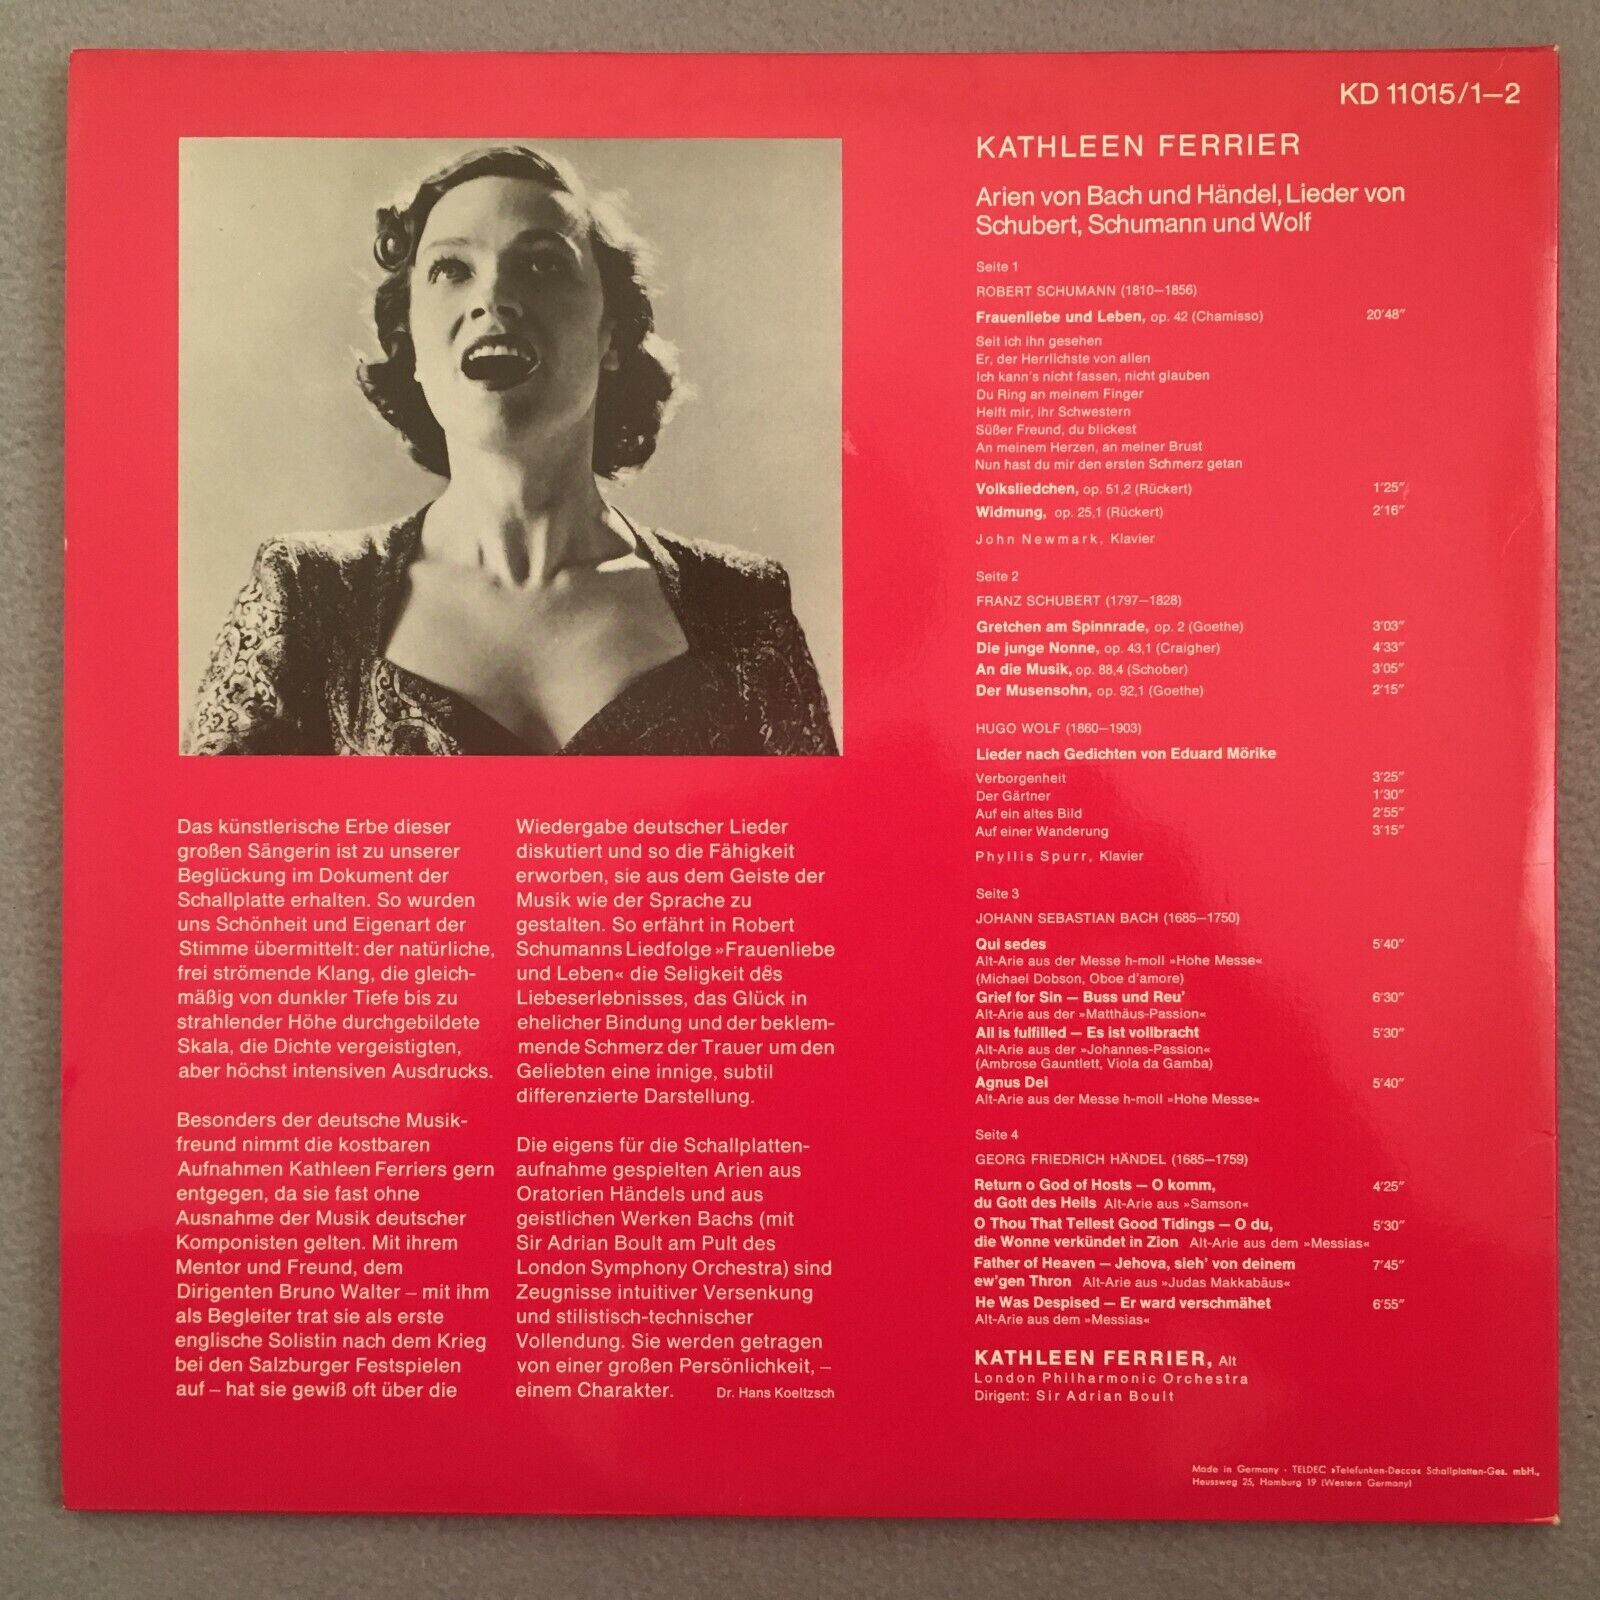 KD 11015/1–2
KATHLEEN FERRIER
Arien von Bach und Händel, Lieder von
Schubert, Schumann und Wolf
Seite 1
ROBERT SCHUMANN (1810–1856)
Frauenliebe und Leben, op. 42 (Chamisso) 20'48"
Seit ich ihn gesehen
Er, der Herrlichste von allen
Ich kann's nicht fassen, nicht glauben
Du Ring an meinem Finger
Helft mir, ihr Schwestern
Süßer Freund, du blickest
An meinem Herzen, an meiner Brust
Nun hast du mir den ersten Schmerz getan
Volksliedchen, op. 51,2 (Rückert) 1'25"
Widmung, op. 25,1 (Rückert) 2'16"
John Newmark, Klavier
Seite 2
FRANZ SCHUBERT (1797–1828)
Gretchen am Spinnrade, op. 2 (Goethe) 3'03"
Die junge Nonne, op. 43,1 (Craigher) 4'33"
An die Musik, op. 88,4 (Schober) 3'05"
Der Musensohn, op. 92,1 (Goethe) 2'15"
HUGO WOLF (1860–1903)
Lieder nach Gedichten von Eduard Mörike
Verborgenheit 3'25"
Der Gärtner 1'30"
Auf ein altes Bild 2'55"
Auf einer Wanderung 3'15"
Phyllis Spurr, Klavier
Seite 3
JOHANN SEBASTIAN BACH (1685–1750)
Qui sedes 5'40"
Alt-Arie aus der Messe h-moll »Hohe Messe«
(Michael Dobson, Oboe d'amore)
Grief for Sin – Buss und Reu' 6'30"
Alt-Arie aus der »Matthäus-Passion«
All is fulfilled – Es ist vollbracht 5'30"
Alt-Arie aus der »Johannes-Passion«
(Ambrose Gauntlett, Viola da Gamba)
Agnus Dei 5'40"
Alt-Arie aus der Messe h-moll »Hohe Messe«
Seite 4
GEORG FRIEDRICH HÄNDEL (1685–1759)
Return o God of Hosts – O komm, 4'25"
du Gott des Heils Alt-Arie aus »Samson«
O Thou That Tellest Good Tidings – O du, 5'30"
die Wonne verkündet in Zion Alt-Arie aus dem »Messias«
Father of Heaven – Jehova, sieh' von deinem 7'45"
ew'gen Thron Alt-Arie aus »Judas Makkabäus«
He Was Despised – Er ward verschmähet 6'55"
Alt-Arie aus dem »Messias«
KATHLEEN FERRIER, Alt
London Philharmonic Orchestra
Dirigent: Sir Adrian Boult
Das künstlerische Erbe dieser
großen Sängerin ist zu unserer
Beglückung im Dokument der
Schallplatte erhalten. So wurden
uns Schönheit und Eigenart der
Stimme übermittelt: der natürliche,
frei strömende Klang, die gleich-
mäßig von dunkler Tiefe bis zu
strahlender Höhe durchgebildete
Skala, die Dichte vergeistigten,
aber höchst intensiven Ausdrucks.
Besonders der deutsche Musik-
freund nimmt die kostbaren
Aufnahmen Kathleen Ferriers gern
entgegen, da sie fast ohne
Ausnahme der Musik deutscher
Komponisten gelten. Mit ihrem
Mentor und Freund, dem
Dirigenten Bruno Walter – mit ihm
als Begleiter trat sie als erste
englische Solistin nach dem Krieg
bei den Salzburger Festspielen
auf – hat sie gewiß oft über die
Wiedergabe deutscher Lieder
diskutiert und so die Fähigkeit
erworben, sie aus dem Geiste der
Musik wie der Sprache zu
gestalten. So erfährt in Robert
Schumanns Liedfolge »Frauenliebe
und Leben« die Seligkeit des
Liebeserlebnisses, das Glück in
ehelicher Bindung und der beklem-
mende Schmerz der Trauer um den
Geliebten eine innige, subtil
differenzierte Darstellung.
Die eigens für die Schallplatten-
aufnahme gespielten Arien aus
Oratorien Händels und aus
geistlichen Werken Bachs (mit
Sir Adrian Boult am Pult des
London Symphony Orchestra) sind
Zeugnisse intuitiver Versenkung
und stilistisch-technischer
Vollendung. Sie werden getragen
von einer großen Persönlichkeit, –
einem Charakter. Dr. Hans Koeltzsch
Made in Germany · TELDEC »Telefunken-Decca« Schallplatten-Ges. mbH.,
Heussweg 25, Hamburg 19 (Western Germany)